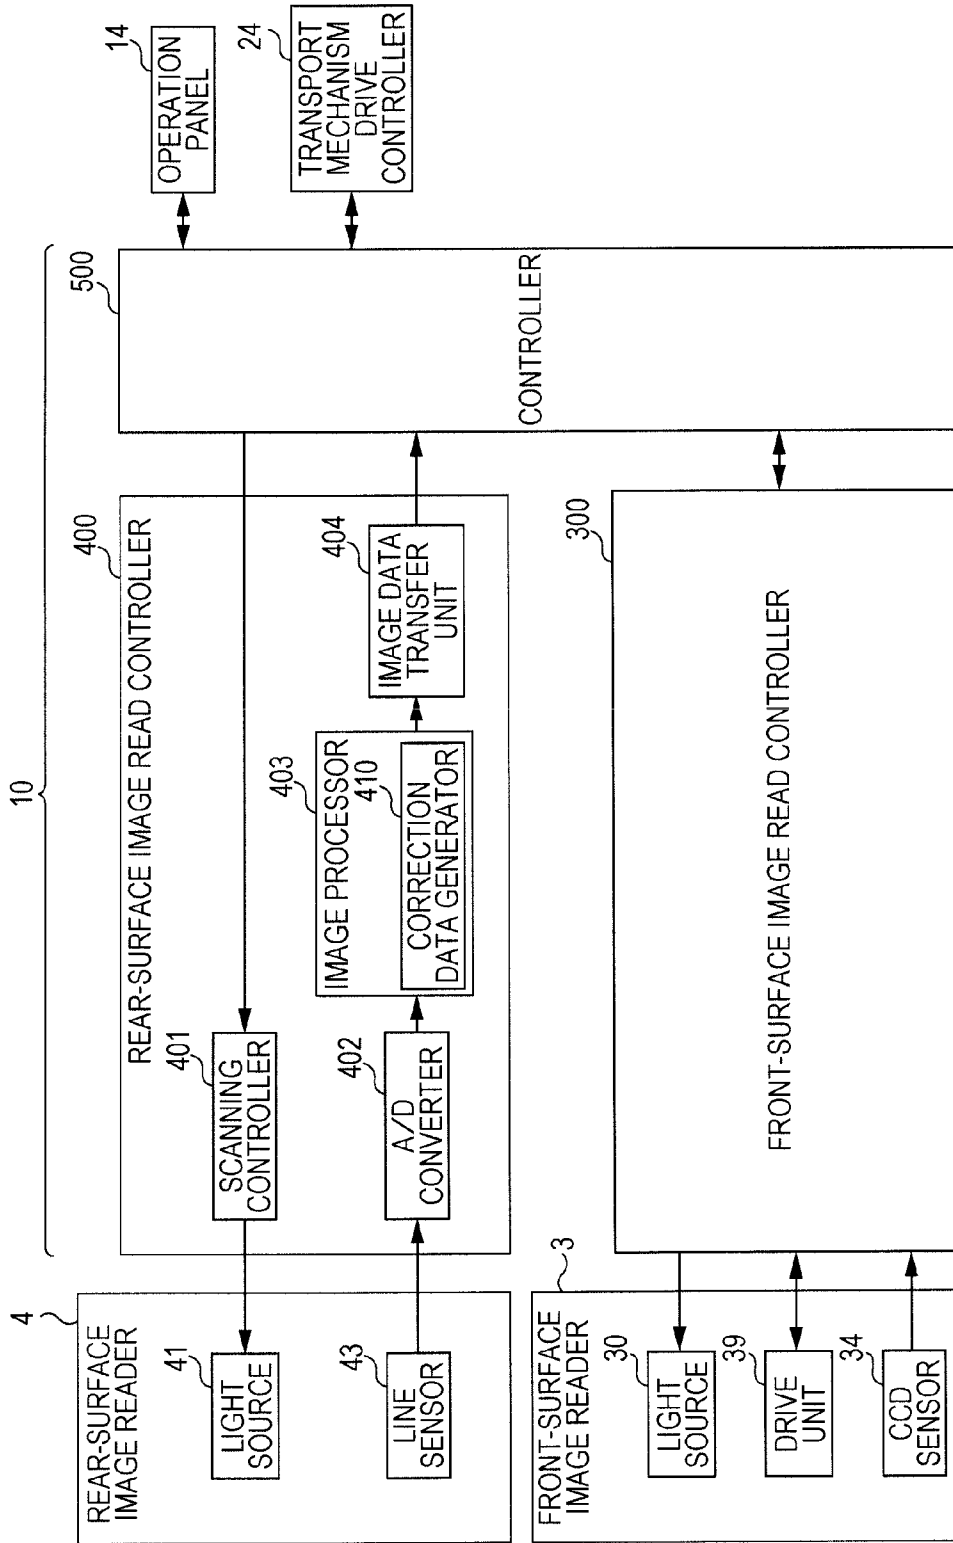 10
4
REAR-SURFACE
IMAGE READER
41
LIGHT
SOURCE
43
LINE
SENSOR
400
REAR-SURFACE IMAGE READ CONTROLLER
401
SCANNING
CONTROLLER
402
A/D
CONVERTER
403
IMAGE PROCESSOR
410
CORRECTION
DATA GENERATOR
404
IMAGE DATA
TRANSFER
UNIT
500
CONTROLLER
14
OPERATION
PANEL
24
TRANSPORT
MECHANISM
DRIVE
CONTROLLER
3
FRONT-SURFACE
IMAGE READER
30
LIGHT
SOURCE
39
DRIVE
UNIT
34
CCD
SENSOR
300
FRONT-SURFACE IMAGE READ CONTROLLER